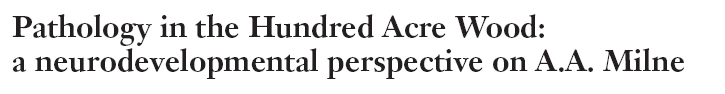 Pathology in the Hundred Acre Wood:
a neurodevelopmental perspective on A.A. Milne